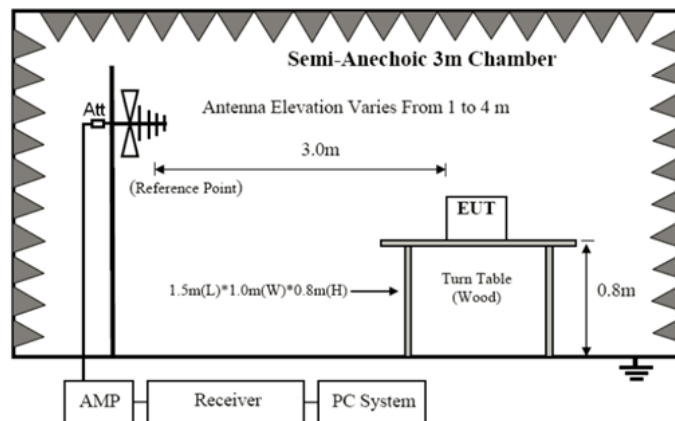 Semi-Anechoic 3m Chamber
Antenna Elevation Varies From 1 to 4 m
Att
3.0m
(Reference Point)
EUT
1.5m(L)*1.0m(W)*0.8m(H)
Turn Table
(Wood)
0.8m
AMP
Receiver
PC System